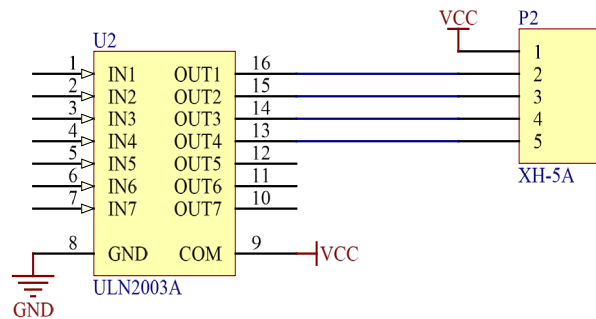 VCC P2
U2
1 IN1 OUT1 16 1
2 IN2 OUT2 15 2
3 IN3 OUT3 14 3
4 IN4 OUT4 13 4
5 IN5 OUT5 12 5
6 IN6 OUT6 11
7 IN7 OUT7 10
XH-5A
8 GND COM 9 VCC
ULN2003A
GND